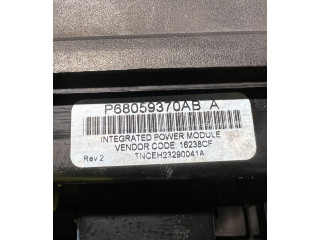 P68059370AB A
INTEGRATED POWER MODULE
VENDOR CODE: 16238CF
Rev 2
TNCEH23290041A